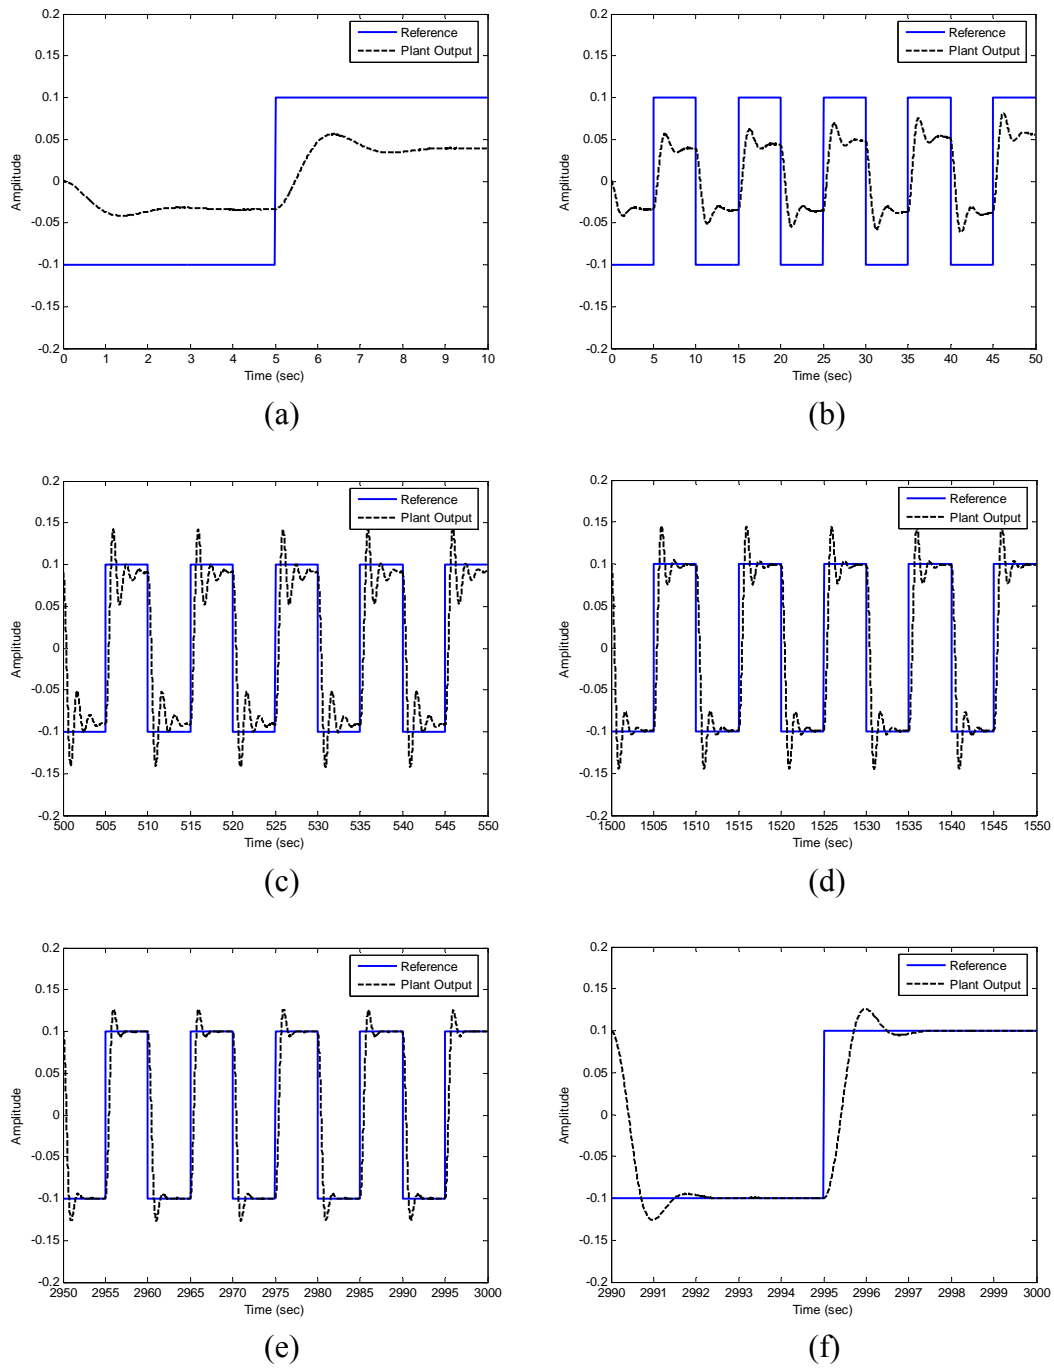 Reference
Plant Output
0.2
0.15
0.1
0.05
0
-0.05
-0.1
-0.15
-0.2
Amplitude
0 1 2 3 4 5 6 7 8 9 10
Time (sec)
(a)
Reference
Plant Output
0.2
0.15
0.1
0.05
0
-0.05
-0.1
-0.15
-0.2
Amplitude
0 5 10 15 20 25 30 35 40 45 50
Time (sec)
(b)
Reference
Plant Output
0.2
0.15
0.1
0.05
0
-0.05
-0.1
-0.15
-0.2
Amplitude
500 505 510 515 520 525 530 535 540 545 550
Time (sec)
(c)
Reference
Plant Output
0.2
0.15
0.1
0.05
0
-0.05
-0.1
-0.15
-0.2
Amplitude
1500 1505 1510 1515 1520 1525 1530 1535 1540 1545 1550
Time (sec)
(d)
Reference
Plant Output
0.2
0.15
0.1
0.05
0
-0.05
-0.1
-0.15
-0.2
Amplitude
2950 2955 2960 2965 2970 2975 2980 2985 2990 2995 3000
Time (sec)
(e)
Reference
Plant Output
0.2
0.15
0.1
0.05
0
-0.05
-0.1
-0.15
-0.2
Amplitude
2990 2991 2992 2993 2994 2995 2996 2997 2998 2999 3000
Time (sec)
(f)